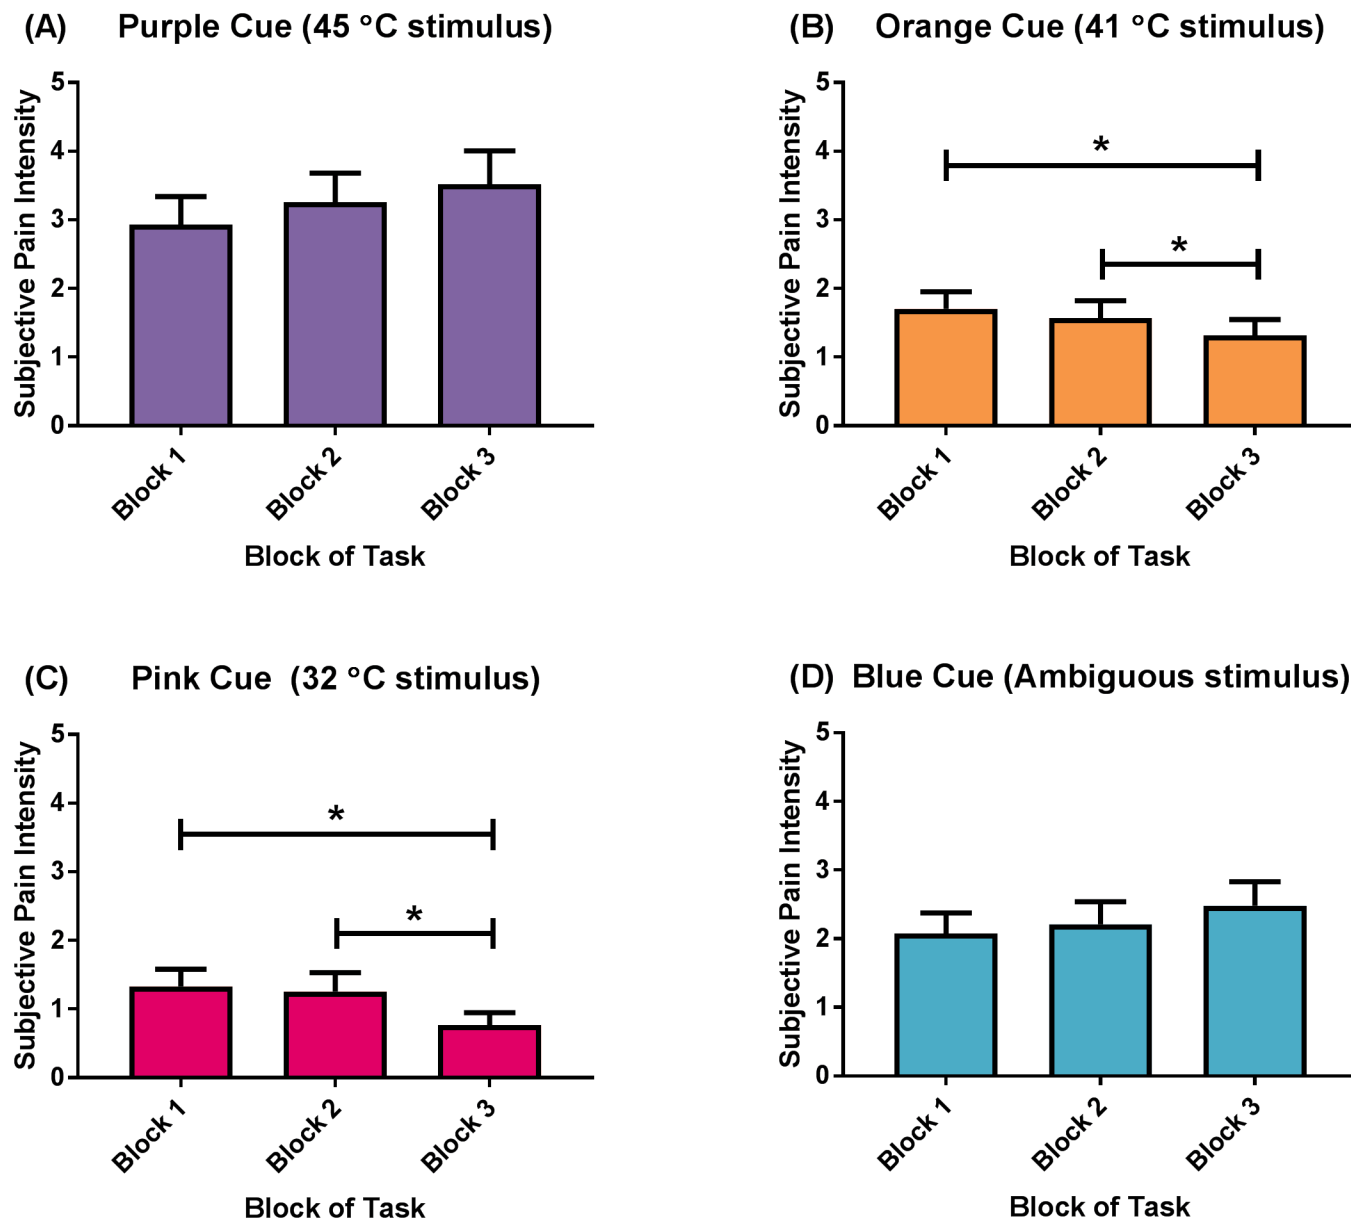 (A) Purple Cue (45 °C stimulus)
Subjective Pain Intensity
5
4
3
2
1
0
Block 1
Block 2
Block 3
Block of Task
(B) Orange Cue (41 °C stimulus)
Subjective Pain Intensity
5
4
3
2
1
0
*
*
Block 1
Block 2
Block 3
Block of Task
(C) Pink Cue (32 °C stimulus)
Subjective Pain Intensity
5
4
3
2
1
0
*
*
Block 1
Block 2
Block 3
Block of Task
(D) Blue Cue (Ambiguous stimulus)
Subjective Pain Intensity
5
4
3
2
1
0
Block 1
Block 2
Block 3
Block of Task